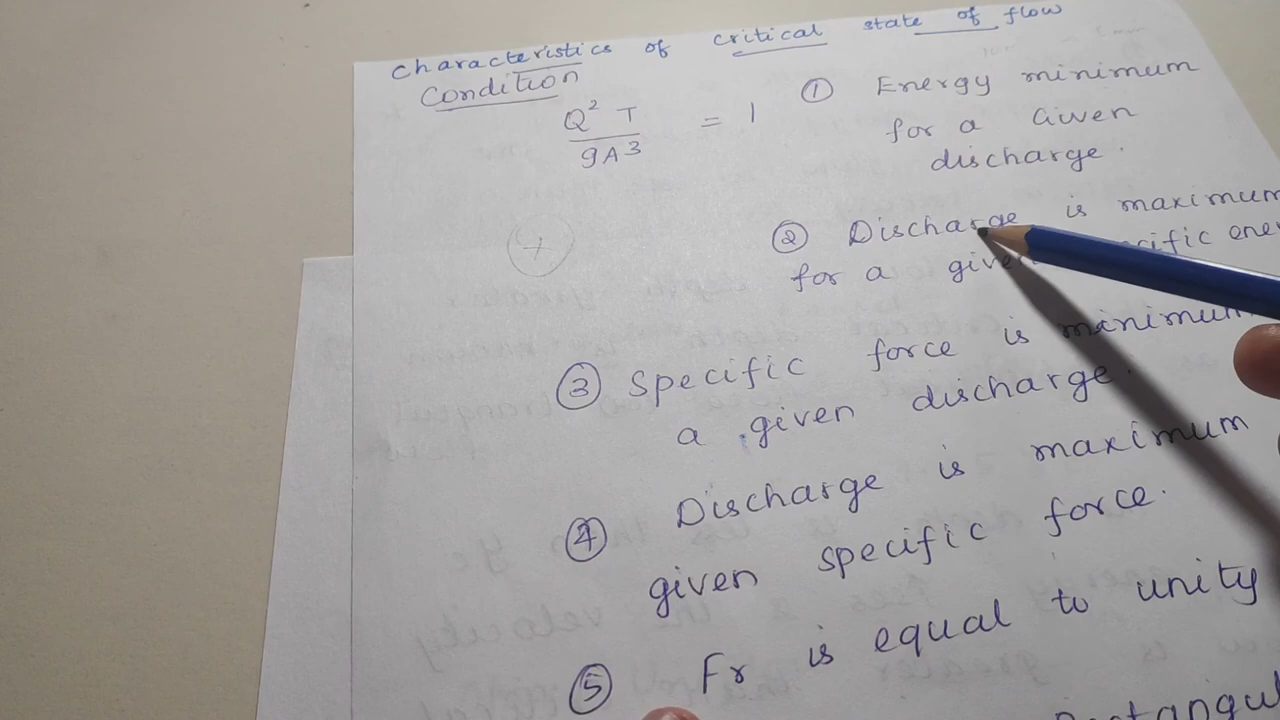 Characteristics of critical state of flow
Condition
Q² T / gA³ = 1
① Energy minimum
for a Given
discharge.
② Discharge is maximum
for a given
③ Specific force is minimum
a given discharge.
④ Discharge is maximum
given specific force.
⑤ Fr is equal to unity